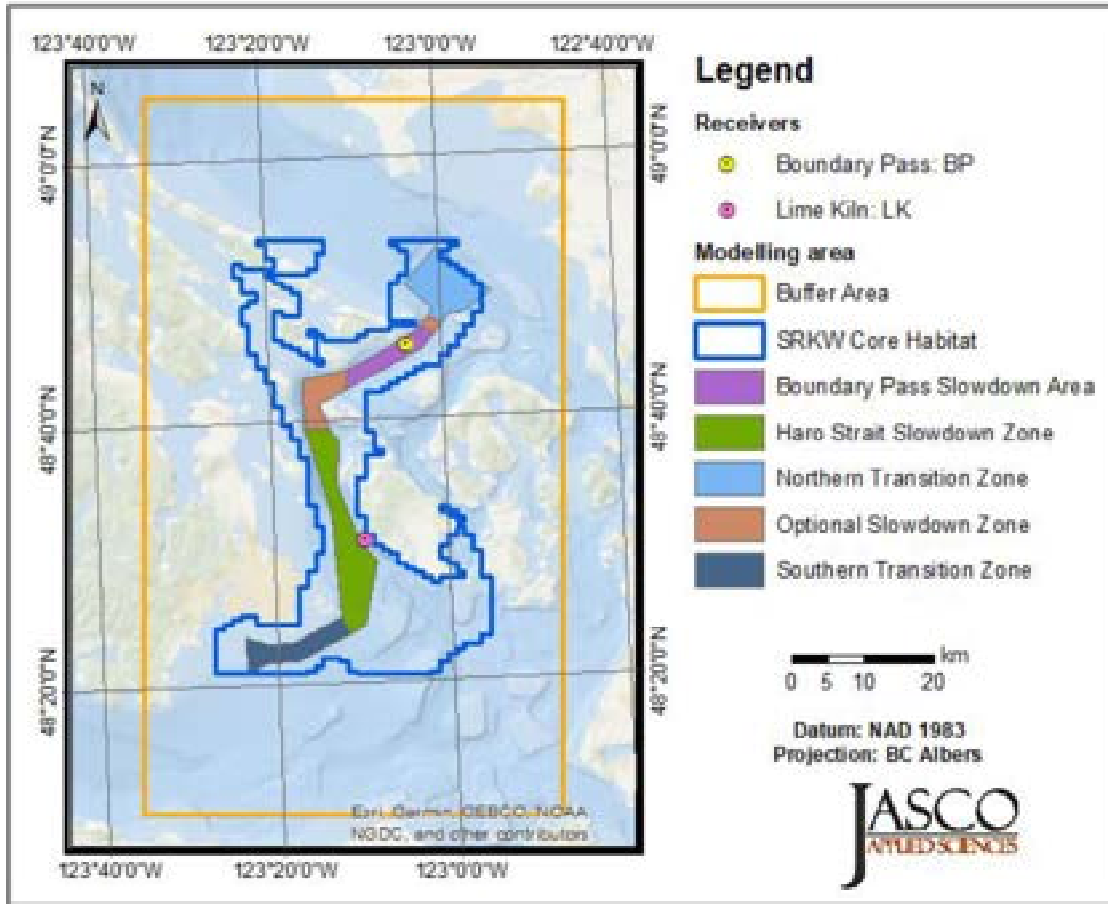 123°40'0"W 123°20'0"W 123°0'0"W 122°40'0"W
N
49°0'0"N
48°40'0"N
48°20'0"N
49°0'0"N
48°40'0"N
48°20'0"N
Esri, Garmin, GEBCO, NOAA
NGDC, and other contributors
123°40'0"W 123°20'0"W 123°0'0"W
Legend
Receivers
Boundary Pass: BP
Lime Kiln: LK
Modelling area
Buffer Area
SRKW Core Habitat
Boundary Pass Slowdown Area
Haro Strait Slowdown Zone
Northern Transition Zone
Optional Slowdown Zone
Southern Transition Zone
km
0 5 10 20
Datum: NAD 1983
Projection: BC Albers
JASCO
APPLIED SCIENCES